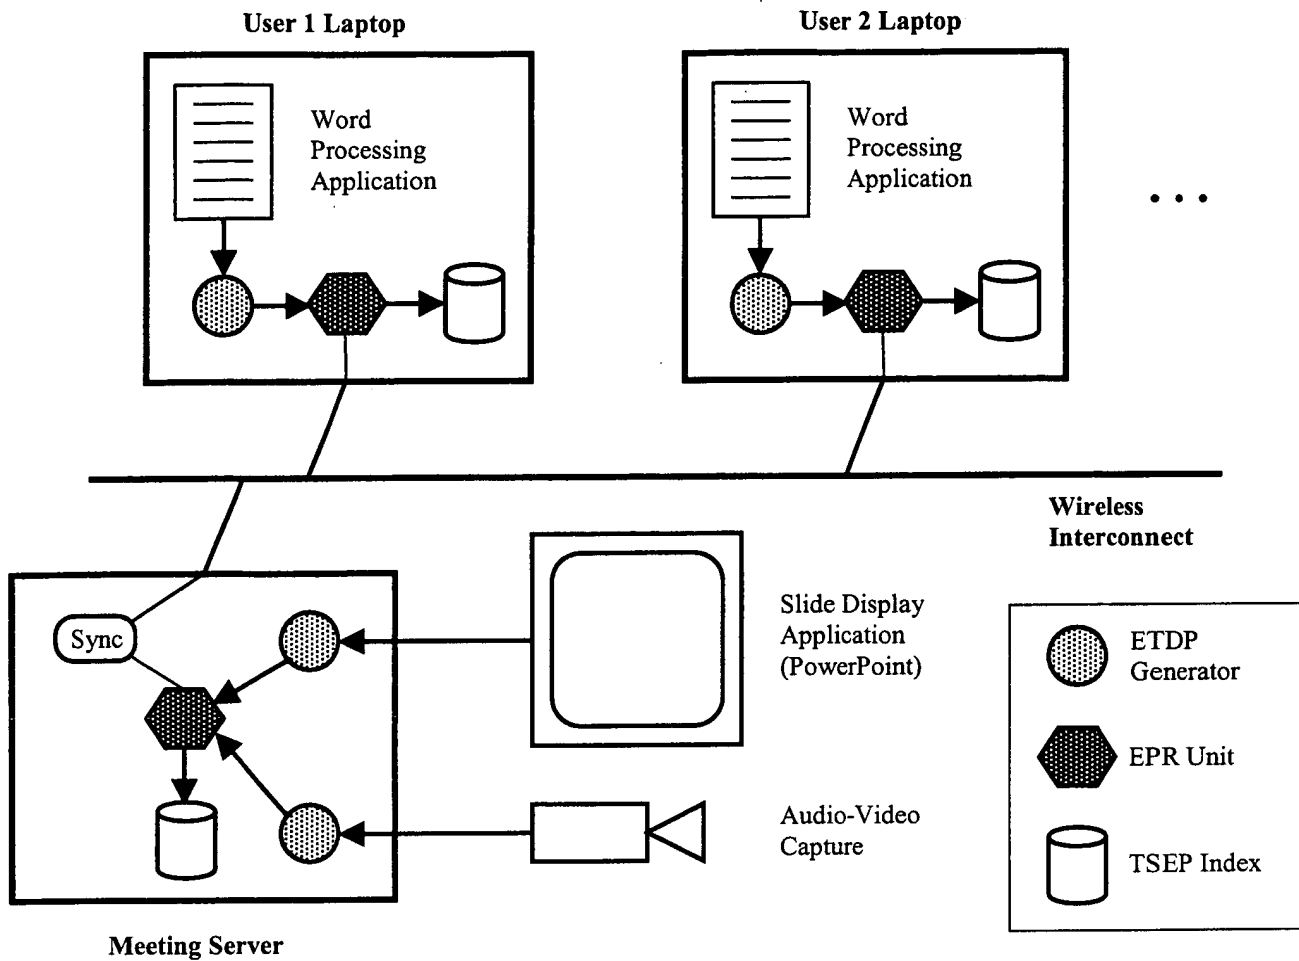 User 1 Laptop
User 2 Laptop
Word
Processing
Application
Word
Processing
Application
. . .
Wireless
Interconnect
Sync
Slide Display
Application
(PowerPoint)
Audio-Video
Capture
Meeting Server
ETDP
Generator
EPR Unit
TSEP Index